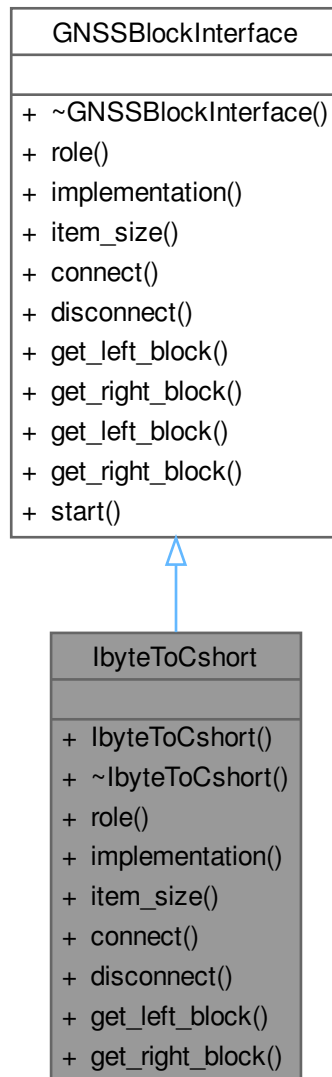 GNSSBlockInterface
+ ~GNSSBlockInterface()
+ role()
+ implementation()
+ item_size()
+ connect()
+ disconnect()
+ get_left_block()
+ get_right_block()
+ get_left_block()
+ get_right_block()
+ start()
IbyteToCshort
+ IbyteToCshort()
+ ~IbyteToCshort()
+ role()
+ implementation()
+ item_size()
+ connect()
+ disconnect()
+ get_left_block()
+ get_right_block()